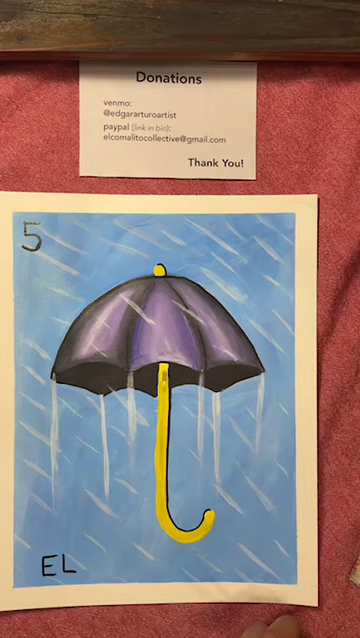 Donations
venmo:
@edgararturoartist
paypal (link in bio):
elcomalitocollective@gmail.com
Thank You!
5
EL